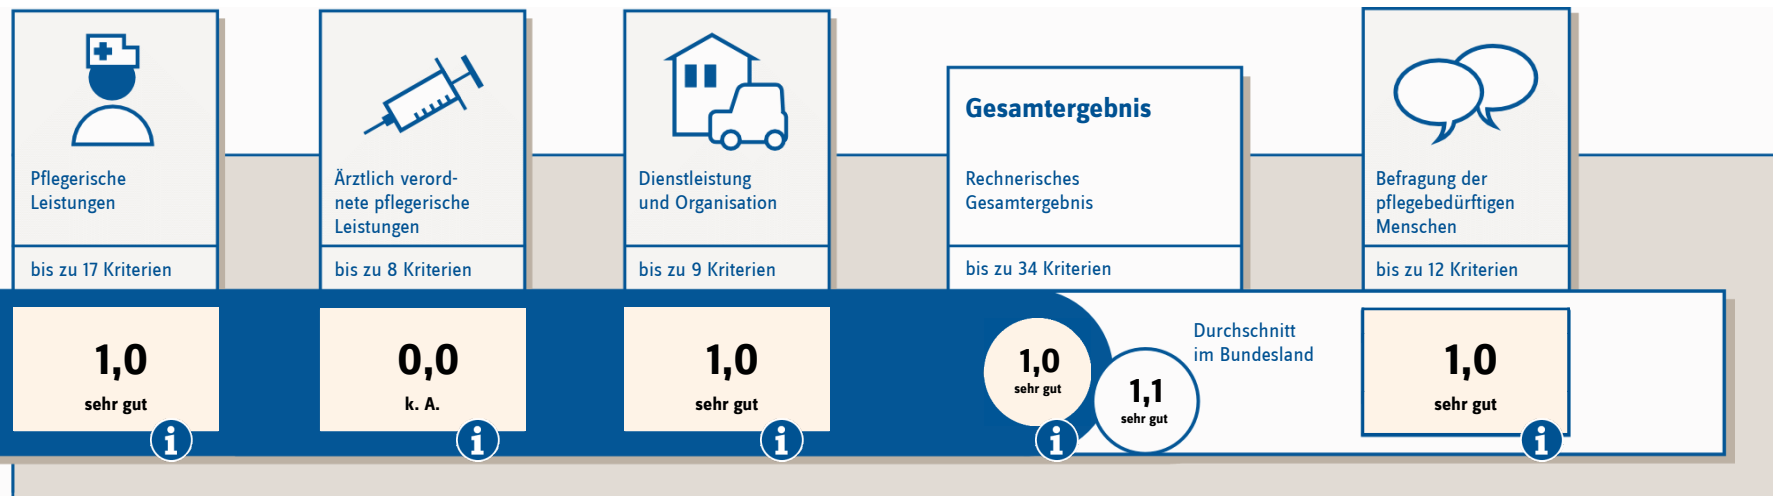 Pflegerische
Leistungen
bis zu 17 Kriterien
1,0
sehr gut
i
Ärztlich verord-
nete pflegerische
Leistungen
bis zu 8 Kriterien
0,0
k. A.
i
Dienstleistung
und Organisation
bis zu 9 Kriterien
1,0
sehr gut
i
Gesamtergebnis
Rechnerisches
Gesamtergebnis
bis zu 34 Kriterien
1,0
sehr gut
i
1,1
sehr gut
Durchschnitt
im Bundesland
Befragung der
pflegebedürftigen
Menschen
bis zu 12 Kriterien
1,0
sehr gut
i